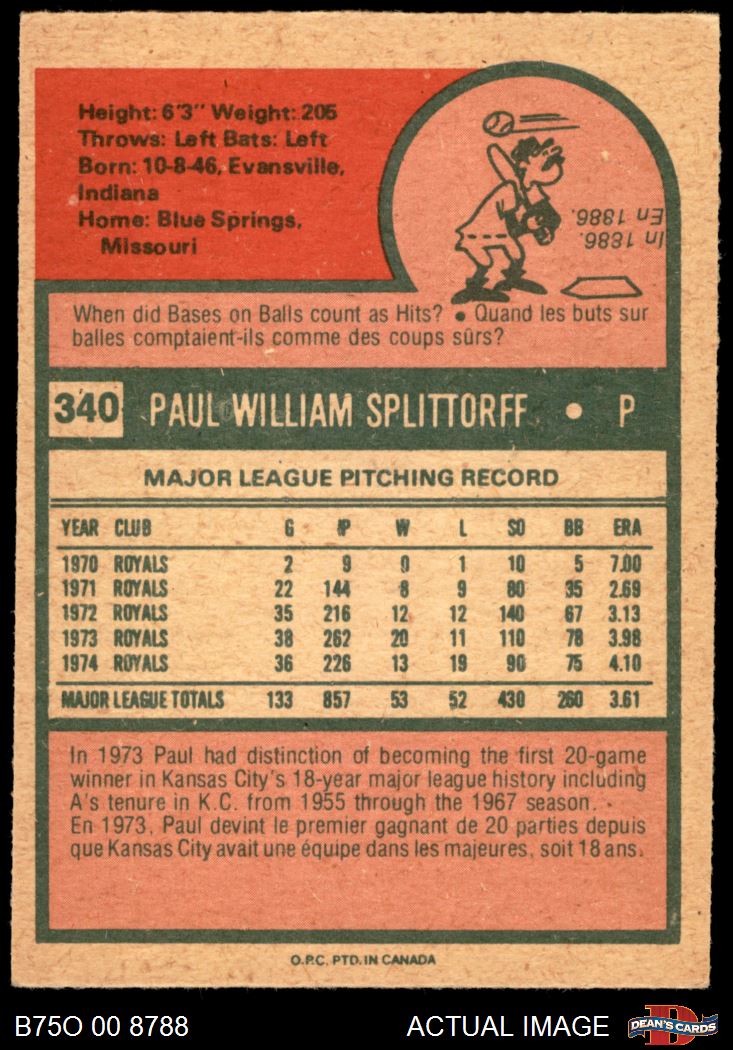 Height: 6'3" Weight: 205
Throws: Left Bats: Left
Born: 10-8-46, Evansville,
Indiana
Home: Blue Springs,
Missouri
In 1886.
En 1886.
When did Bases on Balls count as Hits? • Quand les buts sur
balles comptaient-ils comme des coups sûrs?
340 PAUL WILLIAM SPLITTORFF • P
MAJOR LEAGUE PITCHING RECORD
YEAR CLUB G IP W L SO BB ERA
1970 ROYALS 2 9 0 1 10 5 7.00
1971 ROYALS 22 144 8 9 80 35 2.69
1972 ROYALS 35 216 12 12 140 67 3.13
1973 ROYALS 38 262 20 11 110 78 3.98
1974 ROYALS 36 226 13 19 90 75 4.10
MAJOR LEAGUE TOTALS 133 857 53 52 430 260 3.61
In 1973 Paul had distinction of becoming the first 20-game
winner in Kansas City's 18-year major league history including
A's tenure in K.C. from 1955 through the 1967 season.
En 1973, Paul devint le premier gagnant de 20 parties depuis
que Kansas City avait une équipe dans les majeures, soit 18 ans.
O.P.C. PTD. IN CANADA
B75O 00 8788 ACTUAL IMAGE DEAN'S CARDS